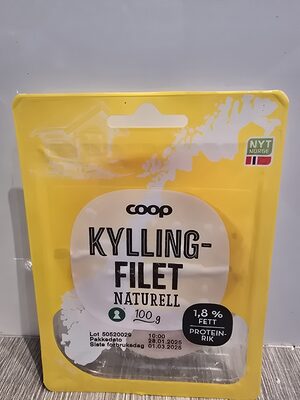 NYT
NORGE
coop
KYLLING-
FILET
NATURELL
100 g
1,8 %
FETT
PROTEIN-
RIK
Lot 50520029 10:00
Pakkedato 28.01.2025
Siste forbruksdag 01.03.2025